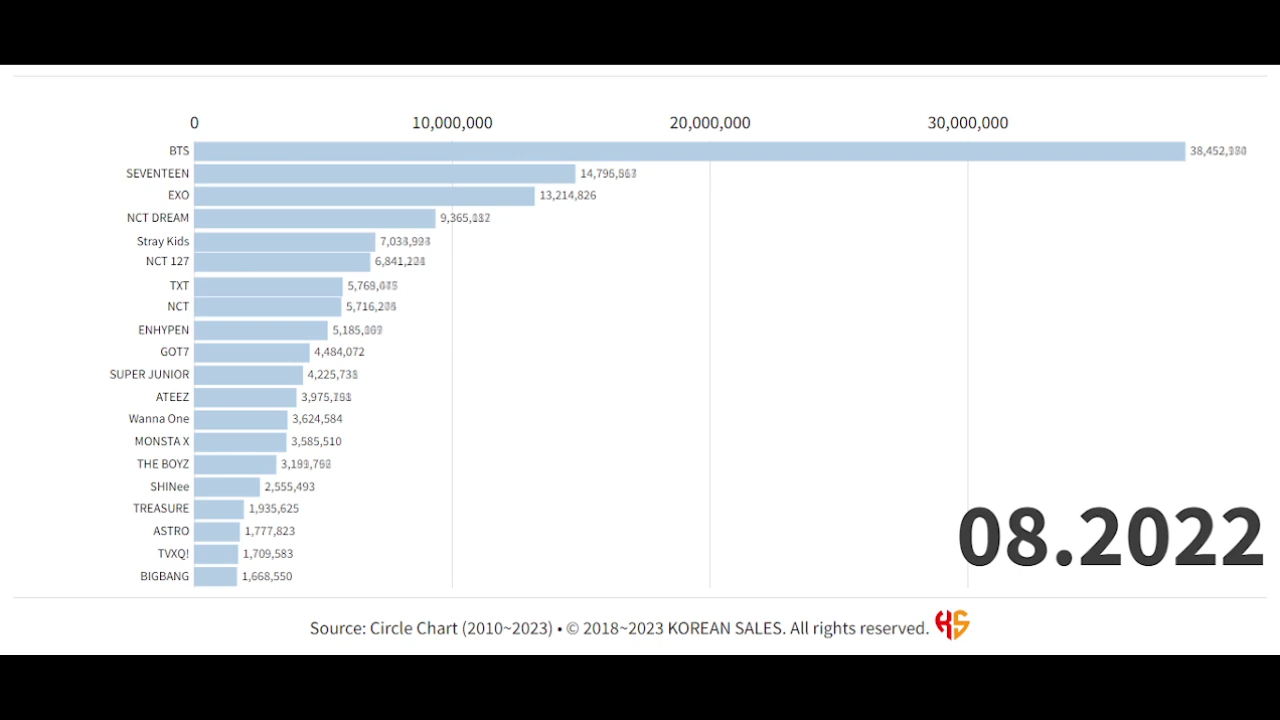 0 10,000,000 20,000,000 30,000,000
BTS
SEVENTEEN
EXO 13,214,826
NCT DREAM
Stray Kids
NCT 127
TXT
NCT
ENHYPEN
GOT7 4,484,072
SUPER JUNIOR
ATEEZ
Wanna One 3,624,584
MONSTA X 3,585,510
THE BOYZ
SHINee 2,555,493
TREASURE 1,935,625
ASTRO 1,777,823
TVXQ! 1,709,583
BIGBANG 1,668,550
08.2022
Source: Circle Chart (2010~2023) • © 2018~2023 KOREAN SALES. All rights reserved. KS